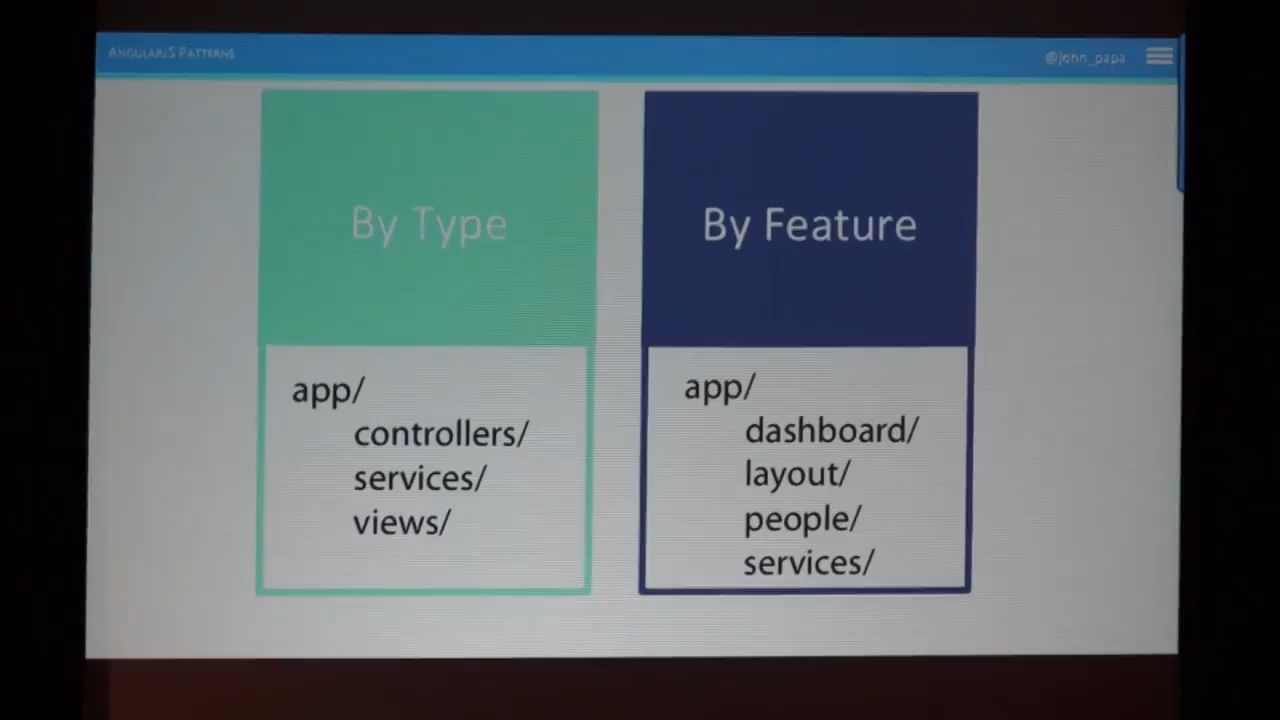 AngularJS Patterns
@john_papa
By Type
app/
controllers/
services/
views/
By Feature
app/
dashboard/
layout/
people/
services/